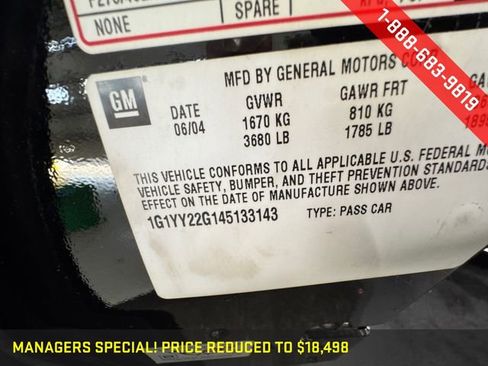 NONE
SPARE
1-888-683-9819
MFD BY GENERAL MOTORS CORP
GM
DATE GVWR GAWR FRT
06/04 1670 KG 810 KG
3680 LB 1785 LB
THIS VEHICLE CONFORMS TO ALL APPLICABLE U.S. FEDERAL
VEHICLE SAFETY, BUMPER, AND THEFT PREVENTION STANDARDS
EFFECT ON THE DATE OF MANUFACTURE SHOWN ABOVE.
1G1YY22G145133143 TYPE: PASS CAR
MANAGERS SPECIAL! PRICE REDUCED TO $18,498